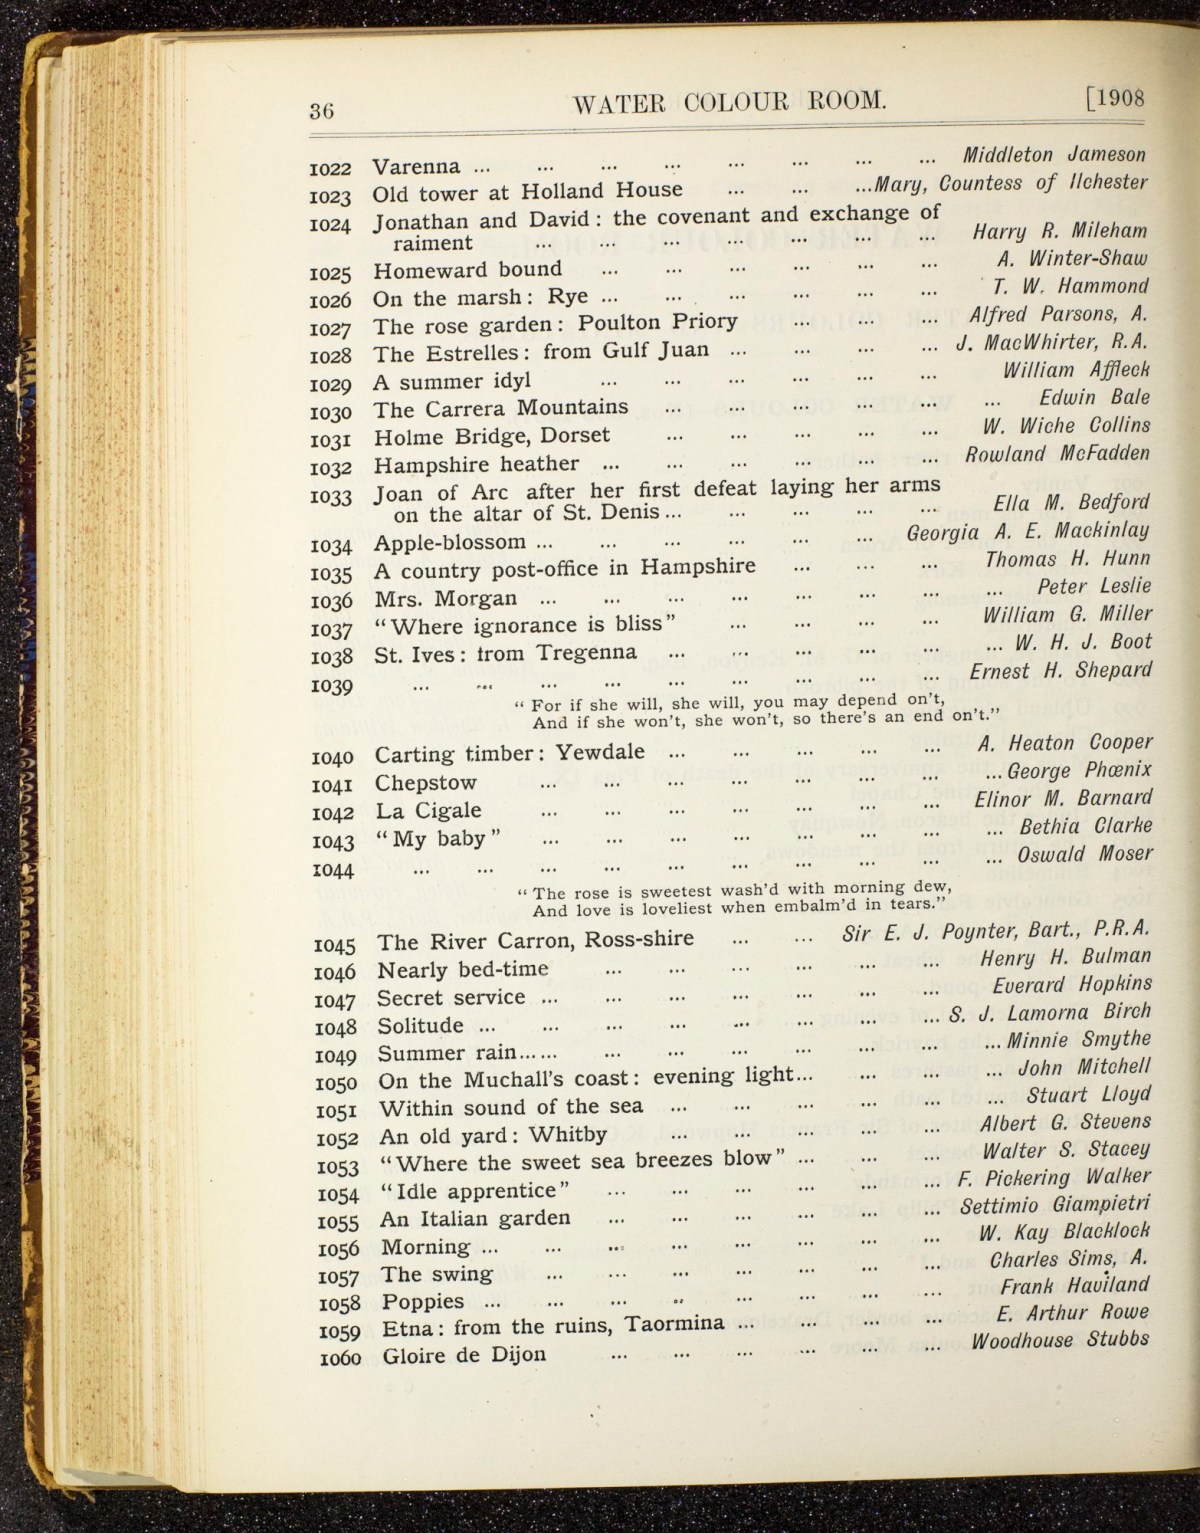 36 WATER COLOUR ROOM. [1908
1022 Varenna ... ... ... ... ... ... ... ... Middleton Jameson
1023 Old tower at Holland House ... ... ...Mary, Countess of Ilchester
1024 Jonathan and David: the covenant and exchange of
raiment ... ... ... ... ... ... ... Harry R. Mileham
1025 Homeward bound ... ... ... ... ... ... A. Winter-Shaw
1026 On the marsh: Rye ... ... ... ... ... ... T. W. Hammond
1027 The rose garden: Poulton Priory ... ... ... Alfred Parsons, A.
1028 The Estrelles: from Gulf Juan ... ... ... ... J. MacWhirter, R.A.
1029 A summer idyl ... ... ... ... ... ... William Affleck
1030 The Carrera Mountains ... ... ... ... ... ... Edwin Bale
1031 Holme Bridge, Dorset ... ... ... ... ... W. Wiche Collins
1032 Hampshire heather ... ... ... ... ... ... Rowland McFadden
1033 Joan of Arc after her first defeat laying her arms
on the altar of St. Denis... ... ... ... ... Ella M. Bedford
1034 Apple-blossom ... ... ... ... ... ... Georgia A. E. Mackinlay
1035 A country post-office in Hampshire ... ... ... Thomas H. Hunn
1036 Mrs. Morgan ... ... ... ... ... ... ... ... Peter Leslie
1037 "Where ignorance is bliss" ... ... ... ... William G. Miller
1038 St. Ives: from Tregenna ... ... ... ... ... ... W. H. J. Boot
1039 ... ... ... ... ... ... ... ... ... Ernest H. Shepard
"For if she will, she will, you may depend on't,
And if she won't, she won't, so there's an end on't."
1040 Carting timber: Yewdale ... ... ... ... ... A. Heaton Cooper
1041 Chepstow ... ... ... ... ... ... ... ...George Phœnix
1042 La Cigale ... ... ... ... ... ... ... Elinor M. Barnard
1043 "My baby" ... ... ... ... ... ... ... ... Bethia Clarke
1044 ... ... ... ... ... ... ... ... ... ... Oswald Moser
"The rose is sweetest wash'd with morning dew,
And love is loveliest when embalm'd in tears."
1045 The River Carron, Ross-shire ... ... Sir E. J. Poynter, Bart., P.R.A.
1046 Nearly bed-time ... ... ... ... ... ... Henry H. Bulman
1047 Secret service ... ... ... ... ... ... ... Everard Hopkins
1048 Solitude ... ... ... ... ... ... ... ... S. J. Lamorna Birch
1049 Summer rain...... ... ... ... ... ... ... ...Minnie Smythe
1050 On the Muchall's coast: evening light... ... ... ... John Mitchell
1051 Within sound of the sea ... ... ... ... ... ... Stuart Lloyd
1052 An old yard: Whitby ... ... ... ... ... Albert G. Stevens
1053 "Where the sweet sea breezes blow" ... ... ... Walter S. Stacey
1054 "Idle apprentice" ... ... ... ... ... ... F. Pickering Walker
1055 An Italian garden ... ... ... ... ... ... Settimio Giampietri
1056 Morning ... ... ... ... ... ... ... ... W. Kay Blacklock
1057 The swing ... ... ... ... ... ... ... Charles Sims, A.
1058 Poppies ... ... ... ... ... ... ... ... Frank Haviland
1059 Etna: from the ruins, Taormina ... ... ... ... E. Arthur Rowe
1060 Gloire de Dijon ... ... ... ... ... ... Woodhouse Stubbs